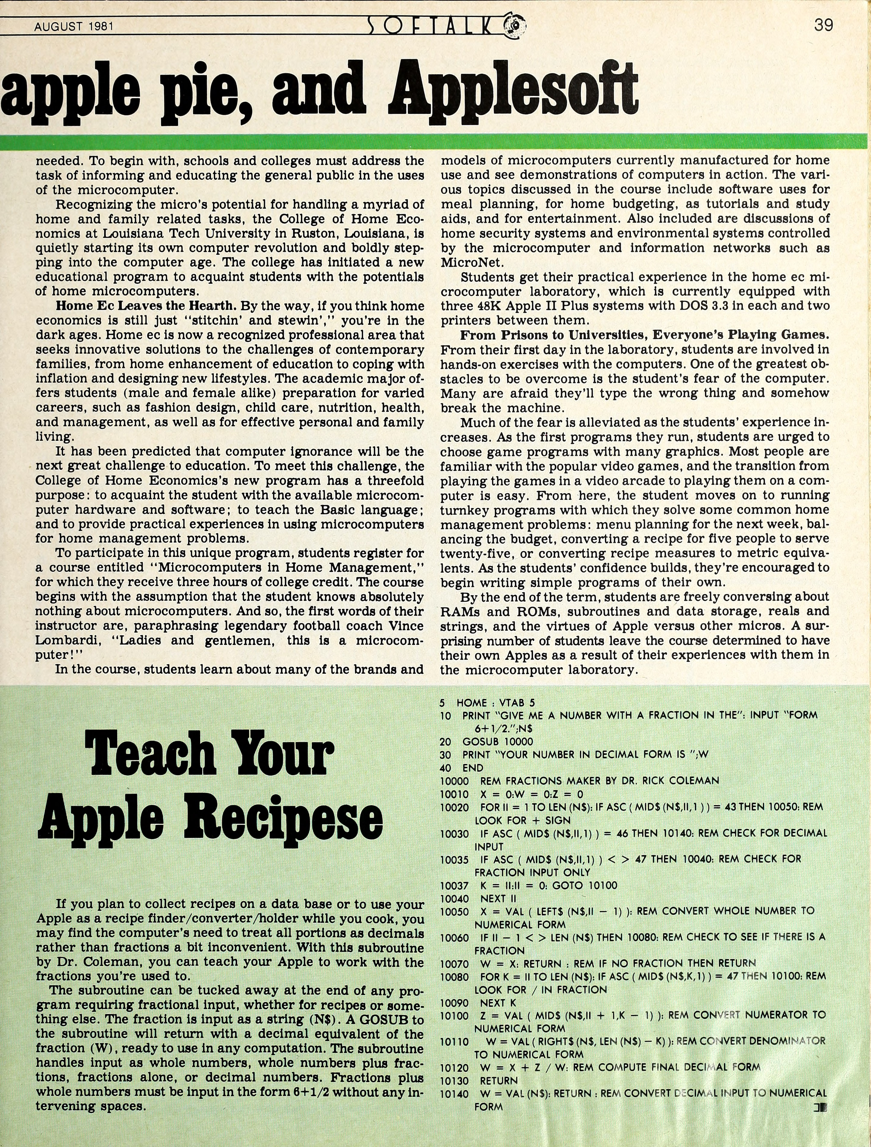 AUGUST 1981
SOFTALK
39
apple pie, and Applesoft
needed. To begin with, schools and colleges must address the
task of informing and educating the general public in the uses
of the microcomputer.
Recognizing the micro's potential for handling a myriad of
home and family related tasks, the College of Home Eco-
nomics at Louisiana Tech University in Ruston, Louisiana, is
quietly starting its own computer revolution and boldly step-
ping into the computer age. The college has initiated a new
educational program to acquaint students with the potentials
of home microcomputers.
Home Ec Leaves the Hearth. By the way, if you think home
economics is still just "stitchin' and stewin'," you're in the
dark ages. Home ec is now a recognized professional area that
seeks innovative solutions to the challenges of contemporary
families, from home enhancement of education to coping with
inflation and designing new lifestyles. The academic major of-
fers students (male and female alike) preparation for varied
careers, such as fashion design, child care, nutrition, health,
and management, as well as for effective personal and family
living.
It has been predicted that computer ignorance will be the
next great challenge to education. To meet this challenge, the
College of Home Economics's new program has a threefold
purpose: to acquaint the student with the available microcom-
puter hardware and software; to teach the Basic language;
and to provide practical experiences in using microcomputers
for home management problems.
To participate in this unique program, students register for
a course entitled "Microcomputers in Home Management,"
for which they receive three hours of college credit. The course
begins with the assumption that the student knows absolutely
nothing about microcomputers. And so, the first words of their
instructor are, paraphrasing legendary football coach Vince
Lombardi, "Ladies and gentlemen, this is a microcom-
puter!"
In the course, students learn about many of the brands and
models of microcomputers currently manufactured for home
use and see demonstrations of computers in action. The vari-
ous topics discussed in the course include software uses for
meal planning, for home budgeting, as tutorials and study
aids, and for entertainment. Also included are discussions of
home security systems and environmental systems controlled
by the microcomputer and information networks such as
MicroNet.
Students get their practical experience in the home ec mi-
crocomputer laboratory, which is currently equipped with
three 48K Apple II Plus systems with DOS 3.3 in each and two
printers between them.
From Prisons to Universities, Everyone's Playing Games.
From their first day in the laboratory, students are involved in
hands-on exercises with the computers. One of the greatest ob-
stacles to be overcome is the student's fear of the computer.
Many are afraid they'll type the wrong thing and somehow
break the machine.
Much of the fear is alleviated as the students' experience in-
creases. As the first programs they run, students are urged to
choose game programs with many graphics. Most people are
familiar with the popular video games, and the transition from
playing the games in a video arcade to playing them on a com-
puter is easy. From here, the student moves on to running
turnkey programs with which they solve some common home
management problems: menu planning for the next week, bal-
ancing the budget, converting a recipe for five people to serve
twenty-five, or converting recipe measures to metric equiva-
lents. As the students' confidence builds, they're encouraged to
begin writing simple programs of their own.
By the end of the term, students are freely conversing about
RAMs and ROMs, subroutines and data storage, reals and
strings, and the virtues of Apple versus other micros. A sur-
prising number of students leave the course determined to have
their own Apples as a result of their experiences with them in
the microcomputer laboratory.
Teach Your
Apple Recipese
If you plan to collect recipes on a data base or to use your
Apple as a recipe finder/converter/holder while you cook, you
may find the computer's need to treat all portions as decimals
rather than fractions a bit inconvenient. With this subroutine
by Dr. Coleman, you can teach your Apple to work with the
fractions you're used to.
The subroutine can be tucked away at the end of any pro-
gram requiring fractional input, whether for recipes or some-
thing else. The fraction is input as a string (N$). A GOSUB to
the subroutine will return with a decimal equivalent of the
fraction (W), ready to use in any computation. The subroutine
handles input as whole numbers, whole numbers plus frac-
tions, fractions alone, or decimal numbers. Fractions plus
whole numbers must be input in the form 6+1/2 without any in-
tervening spaces.
5 HOME : VTAB 5
10 PRINT "GIVE ME A NUMBER WITH A FRACTION IN THE": INPUT "FORM
6+1/2.";N$
20 GOSUB 10000
30 PRINT "YOUR NUMBER IN DECIMAL FORM IS ";W
40 END
10000 REM FRACTIONS MAKER BY DR. RICK COLEMAN
10010 X = 0:W = 0:Z = 0
10020 FOR II = 1 TO LEN (N$): IF ASC ( MID$ (N$,II,1 ) ) = 43 THEN 10050: REM
LOOK FOR + SIGN
10030 IF ASC ( MID$ (N$,II,1) ) = 46 THEN 10140: REM CHECK FOR DECIMAL
INPUT
10035 IF ASC ( MID$ (N$,II,1) ) < > 47 THEN 10040: REM CHECK FOR
FRACTION INPUT ONLY
10037 K = II:II = 0: GOTO 10100
10040 NEXT II
10050 X = VAL ( LEFT$ (N$,II − 1) ): REM CONVERT WHOLE NUMBER TO
NUMERICAL FORM
10060 IF II − 1 < > LEN (N$) THEN 10080: REM CHECK TO SEE IF THERE IS A
FRACTION
10070 W = X: RETURN : REM IF NO FRACTION THEN RETURN
10080 FOR K = II TO LEN (N$): IF ASC ( MID$ (N$,K,1) ) = 47 THEN 10100: REM
LOOK FOR / IN FRACTION
10090 NEXT K
10100 Z = VAL ( MID$ (N$,II + 1,K − 1) ): REM CONVERT NUMERATOR TO
NUMERICAL FORM
10110 W = VAL ( RIGHT$ (N$, LEN (N$) − K) ): REM CONVERT DENOMINATOR
TO NUMERICAL FORM
10120 W = X + Z / W: REM COMPUTE FINAL DECIMAL FORM
10130 RETURN
10140 W = VAL (N$): RETURN : REM CONVERT DECIMAL INPUT TO NUMERICAL
FORM